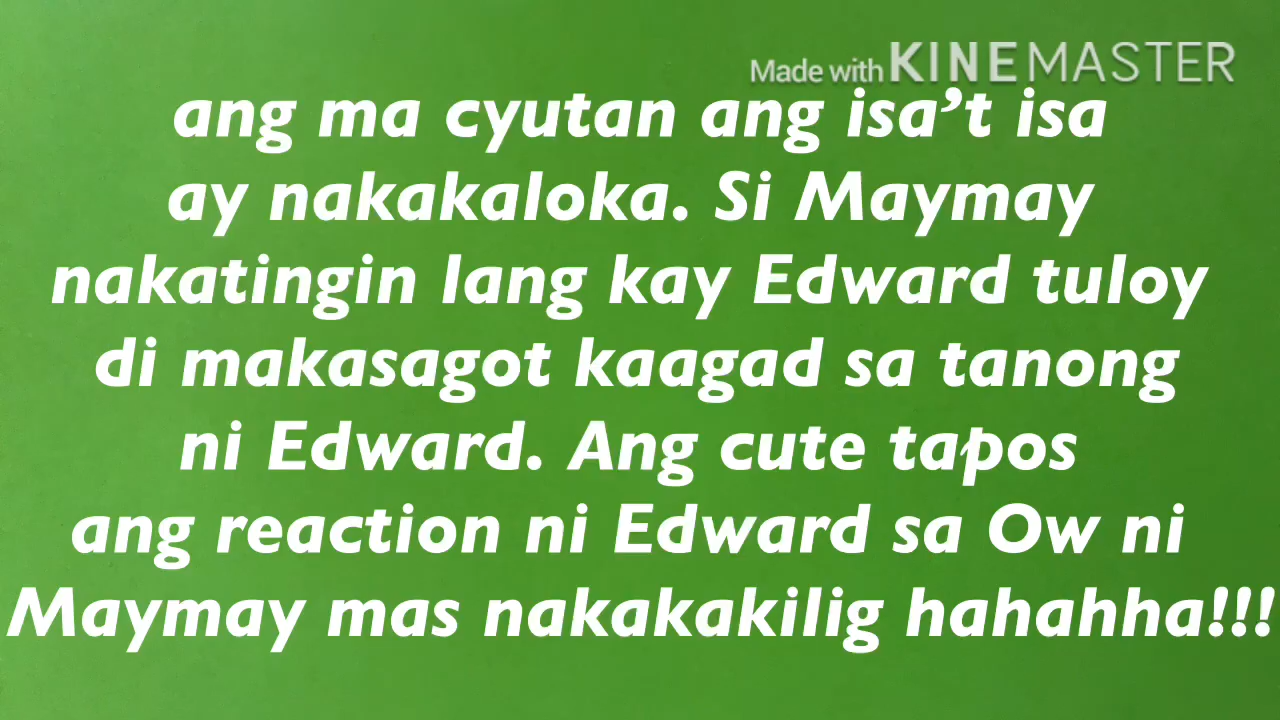 Made with KINEMASTER
ang ma cyutan ang isa’t isa
ay nakakaloka. Si Maymay
nakatingin lang kay Edward tuloy
di makasagot kaagad sa tanong
ni Edward. Ang cute tapos
ang reaction ni Edward sa Ow ni
Maymay mas nakakakilig hahahha!!!